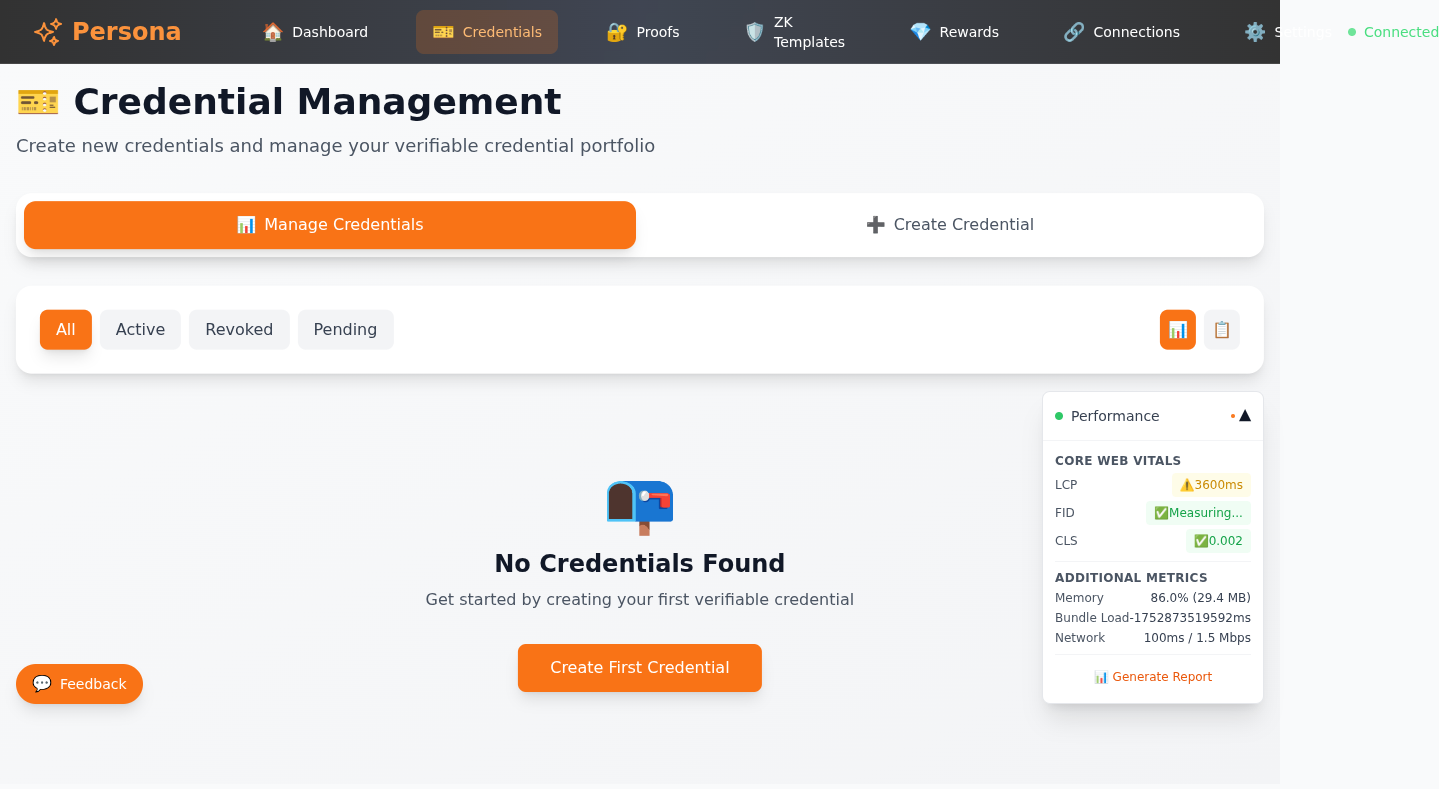 Persona
Dashboard
Credentials
Proofs
ZK
Templates
Rewards
Connections
Settings
Connected
Credential Management
Create new credentials and manage your verifiable credential portfolio
Manage Credentials
Create Credential
All
Active
Revoked
Pending
Performance
CORE WEB VITALS
LCP
3600ms
FID
Measuring...
CLS
0.002
ADDITIONAL METRICS
Memory
86.0% (29.4 MB)
Bundle Load
-1752873519592ms
Network
100ms / 1.5 Mbps
Generate Report
No Credentials Found
Get started by creating your first verifiable credential
Create First Credential
Feedback